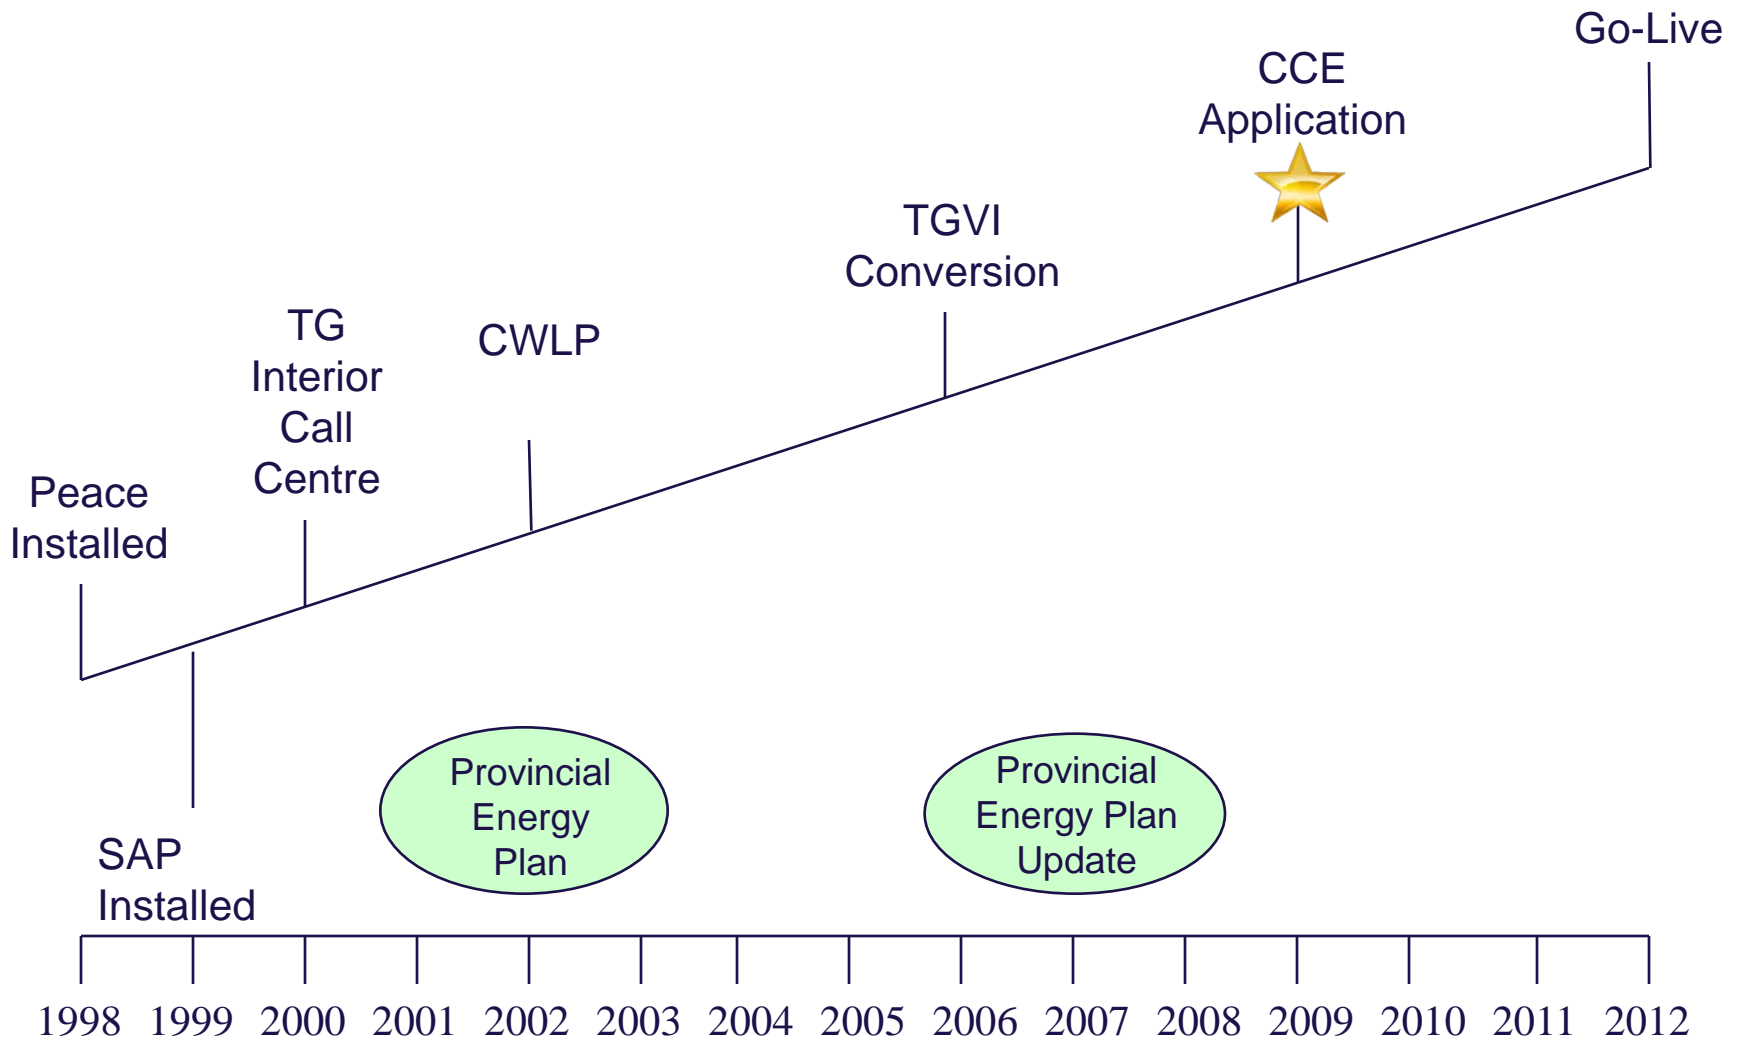 Go-Live
CCE
Application
TGVI
Conversion
TG
Interior
Call
Centre
CWLP
Peace
Installed
SAP
Installed
Provincial
Energy
Plan
Provincial
Energy Plan
Update
1998 1999 2000 2001 2002 2003 2004 2005 2006 2007 2008 2009 2010 2011 2012